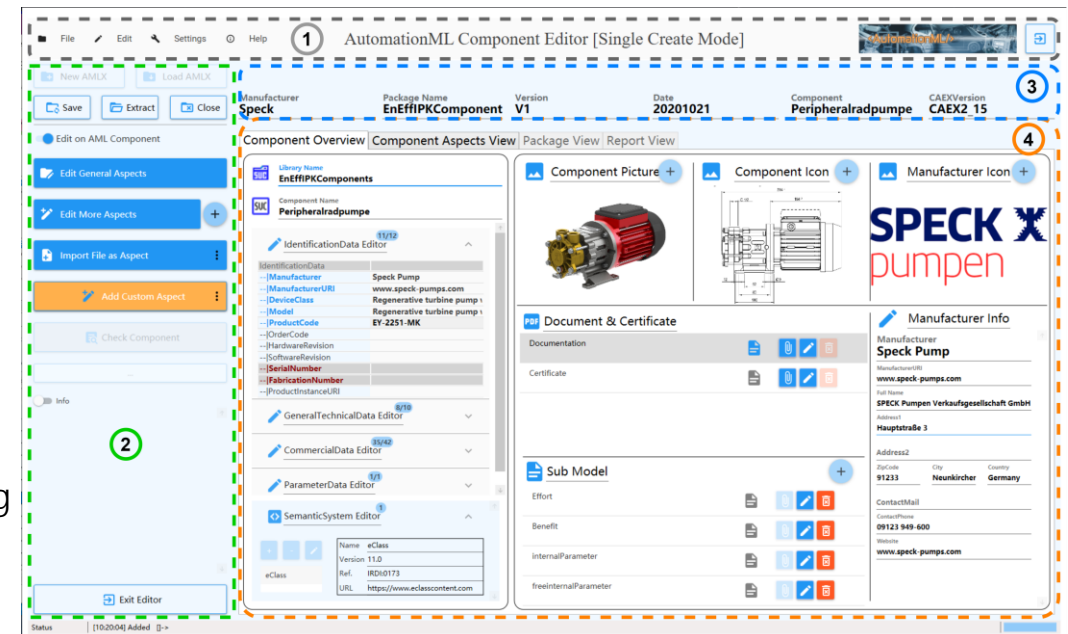 File Edit Settings Help 1 AutomationML Component Editor [Single Create Mode]
New AMLX Load AMLX
Save Extract Close
Edit on AML Component
Edit General Aspects
Edit More Aspects +
Import File as Aspect
Add Custom Aspect
Check Component
...
Info
2
g
Exit Editor
3
Manufacturer Package Name Version Date Component CAEXVersion
Speck EnEffIPKComponent V1 20201021 Peripheralradpumpe CAEX2_15
4
Component Overview Component Aspects View Package View Report View
SUC Library Name
EnEffIPKComponents
SUC Component Name
Peripheralradpumpe
IdentificationData Editor 11/12
IdentificationData
--|Manufacturer Speck Pump
--|ManufacturerURI www.speck-pumps.com
--|DeviceClass Regenerative turbine pump
--|Model Regenerative turbine pump
--|ProductCode EY-2251-MK
--|OrderCode
--|HardwareRevision
--|SoftwareRevision
--|SerialNumber
--|FabricationNumber
--|ProductInstanceURI
GeneralTechnicalData Editor 8/10
CommercialData Editor 35/42
ParameterData Editor 1/1
SemanticSystem Editor 1
eClass
Name eClass
Version 11.0
Ref. IRDI:0173
URL https://www.eclasscontent.com
Component Picture +
Component Icon +
Manufacturer Icon +
SPECK
pumpen
PDF Document & Certificate
Documentation
Certificate
Sub Model +
Effort
Benefit
internalParameter
freeinternalParameter
Manufacturer Info
Manufacturer
Speck Pump
ManufacturerURI
www.speck-pumps.com
Full Name
SPECK Pumpen Verkaufsgesellschaft GmbH
Address1
Hauptstraße 3
Address2
ZipCode City Country
91233 Neunkircher Germany
ContactMail
ContactPhone
09123 949-600
Website
www.speck-pumps.com
Status [10:20:04] Added []->